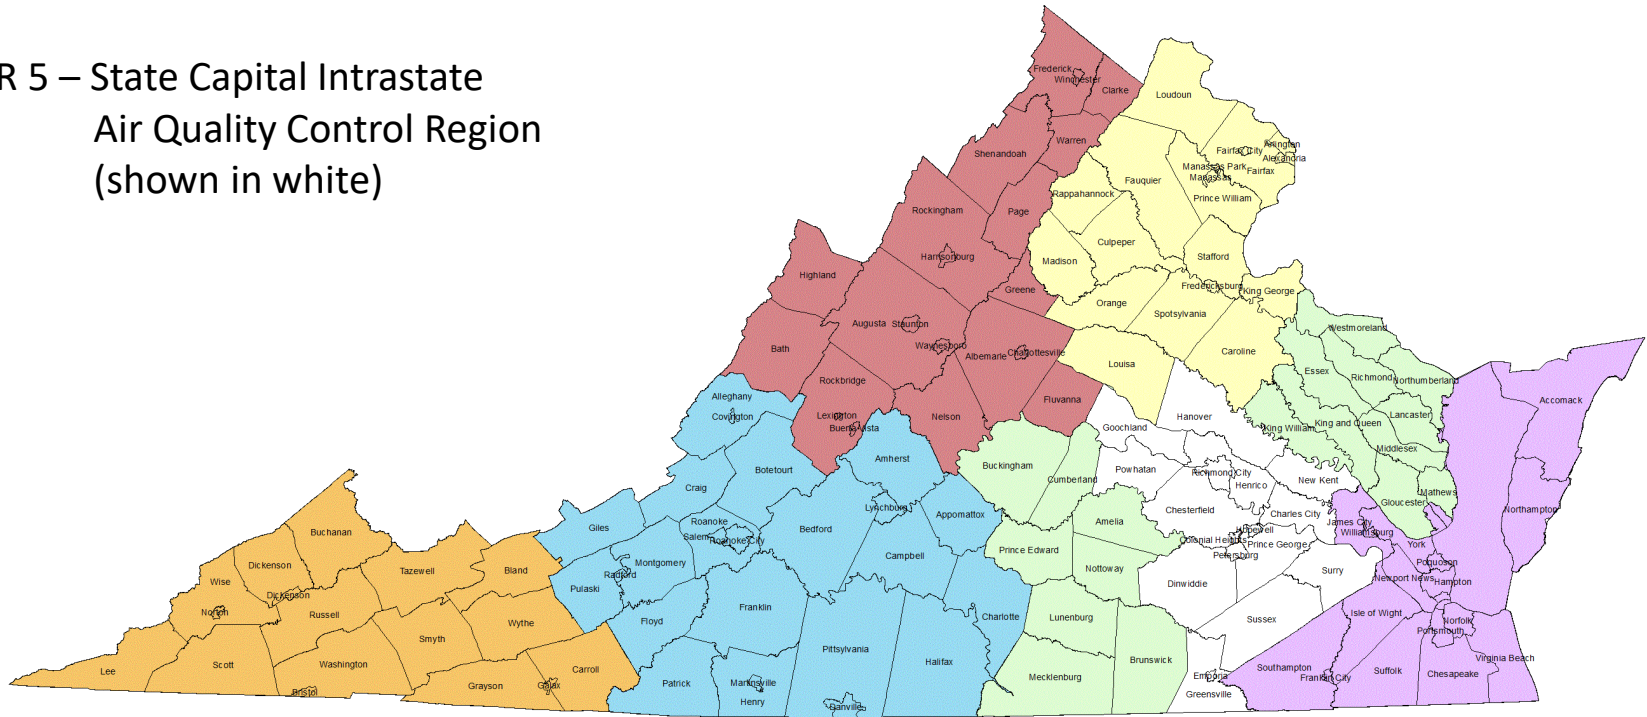 R 5 – State Capital Intrastate
Air Quality Control Region
(shown in white)
Frederick
Winchester
Clarke
Loudoun
Warren
Shenandoah
Arlington
Fairfax City
Alexandria
Manassas Park
Fairfax
Manassas
Fauquier
Rappahannock
Prince William
Rockingham
Page
Culpeper
Stafford
Madison
Harrisonburg
Highland
Greene
Fredericksburg
King George
Orange
Spotsylvania
Augusta
Staunton
Westmoreland
Waynesboro
Albemarle
Charlottesville
Bath
Caroline
Louisa
Essex
Richmond
Northumberland
Rockbridge
Alleghany
Fluvanna
Accomack
Covington
Lexington
Buena Vista
Nelson
Hanover
Lancaster
King and Queen
King William
Goochland
Middlesex
Amherst
Buckingham
Powhatan
Botetourt
Richmond City
Cumberland
Henrico
New Kent
Craig
Mathews
Gloucester
Lynchburg
Appomattox
Chesterfield
Charles City
Northampton
Roanoke
Amelia
James City
Giles
Bedford
Hopewell
Williamsburg
Buchanan
Salem
Roanoke City
Colonial Heights
Prince George
York
Prince Edward
Petersburg
Campbell
Montgomery
Poquoson
Dickenson
Tazewell
Bland
Nottoway
Surry
Radford
Newport News
Hampton
Wise
Pulaski
Dinwiddie
Dickenson
Norton
Russell
Franklin
Isle of Wight
Charlotte
Lunenburg
Sussex
Wythe
Floyd
Norfolk
Portsmouth
Smyth
Pittsylvania
Brunswick
Virginia Beach
Halifax
Scott
Washington
Southampton
Lee
Carroll
Suffolk
Chesapeake
Mecklenburg
Emporia
Franklin City
Patrick
Martinsville
Grayson
Galax
Bristol
Greensville
Henry
Danville